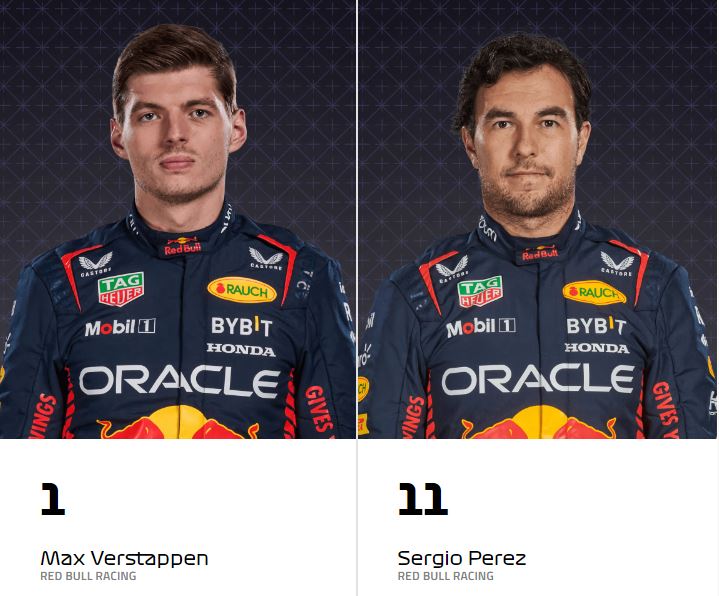 Red Bull
CASTORE
CASTORE
TAG
HEUER
RAUCH
Mobil 1
BYBIT
HONDA
ORACLE
WINGS
GIVES
Red Bull
CASTORE
CASTORE
TAG
HEUER
RAUCH
Mobil 1
BYBIT
HONDA
ORACLE
WINGS
GIVES Y
1
Max Verstappen
RED BULL RACING
11
Sergio Perez
RED BULL RACING